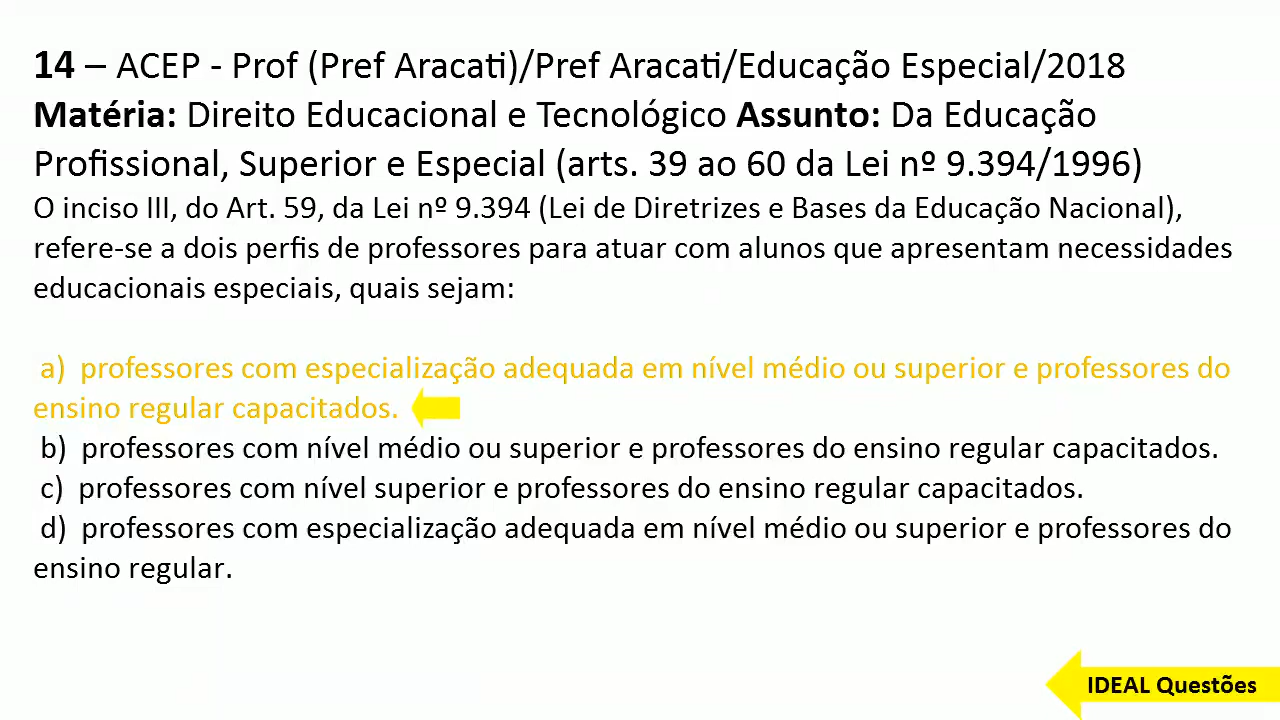 14 – ACEP - Prof (Pref Aracati)/Pref Aracati/Educação Especial/2018
Matéria: Direito Educacional e Tecnológico Assunto: Da Educação
Profissional, Superior e Especial (arts. 39 ao 60 da Lei nº 9.394/1996)
O inciso III, do Art. 59, da Lei nº 9.394 (Lei de Diretrizes e Bases da Educação Nacional),
refere-se a dois perfis de professores para atuar com alunos que apresentam necessidades
educacionais especiais, quais sejam:
a) professores com especialização adequada em nível médio ou superior e professores do
ensino regular capacitados.
b) professores com nível médio ou superior e professores do ensino regular capacitados.
c) professores com nível superior e professores do ensino regular capacitados.
d) professores com especialização adequada em nível médio ou superior e professores do
ensino regular.
IDEAL Questões